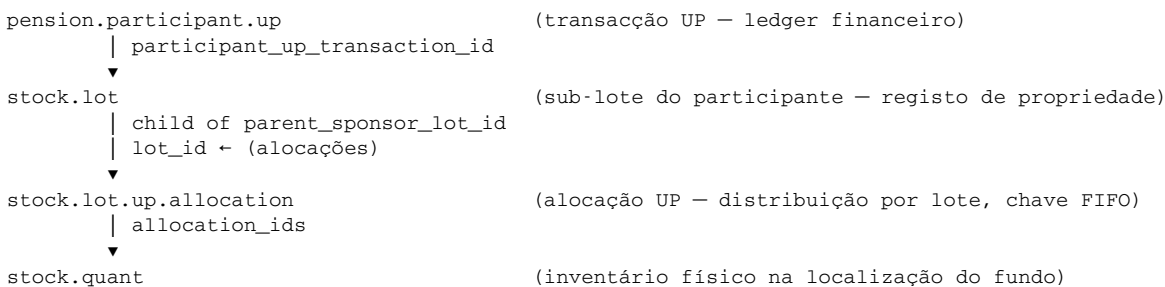 pension.participant.up (transacção UP — ledger financeiro)
│ participant_up_transaction_id
▼
stock.lot (sub-lote do participante — registo de propriedade)
│ child of parent_sponsor_lot_id
│ lot_id ← (alocações)
▼
stock.lot.up.allocation (alocação UP — distribuição por lote, chave FIFO)
│ allocation_ids
▼
stock.quant (inventário físico na localização do fundo)